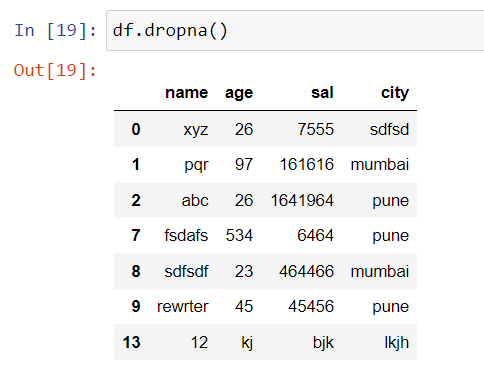 In [19]: df.dropna()
Out[19]:
name age sal city
0 xyz 26 7555 sdfsd
1 pqr 97 161616 mumbai
2 abc 26 1641964 pune
7 fsdafs 534 6464 pune
8 sdfsdf 23 464466 mumbai
9 rewrter 45 45456 pune
13 12 kj bjk lkjh